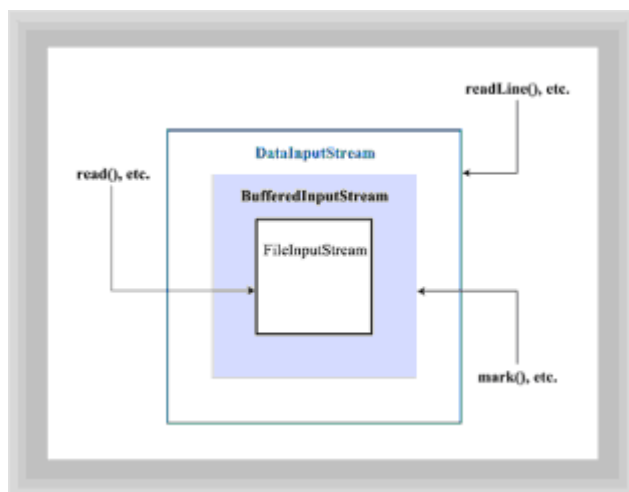 readLine(), etc.
DataInputStream
read(), etc.
BufferedInputStream
FileInputStream
mark(), etc.